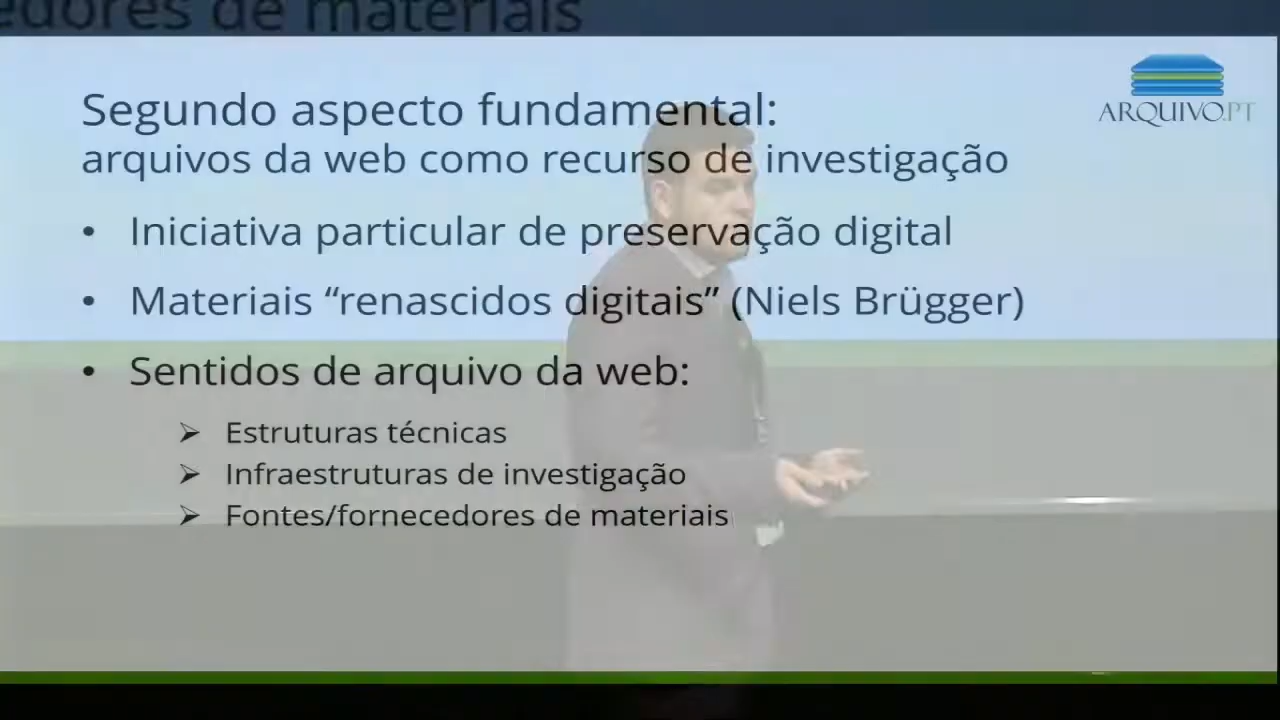 edores de materiais
ARQUIVO.PT
Segundo aspecto fundamental:
arquivos da web como recurso de investigação
• Iniciativa particular de preservação digital
• Materiais “renascidos digitais” (Niels Brügger)
• Sentidos de arquivo da web:
➢ Estruturas técnicas
➢ Infraestruturas de investigação
➢ Fontes/fornecedores de materiais